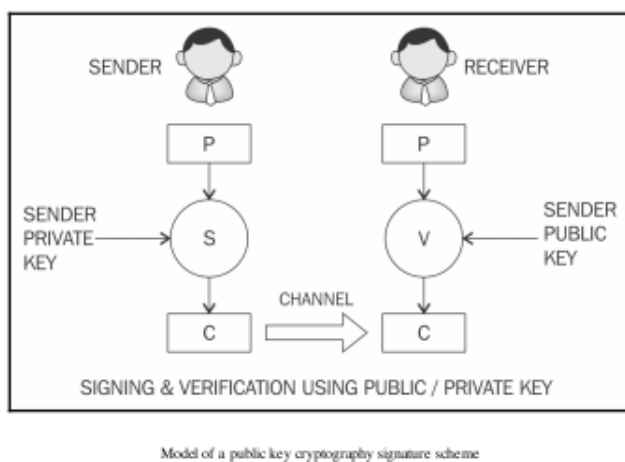 SENDER
RECEIVER
P
P
SENDER
PRIVATE
KEY
S
V
SENDER
PUBLIC
KEY
CHANNEL
C
C
SIGNING & VERIFICATION USING PUBLIC / PRIVATE KEY
Model of a public key cryptography signature scheme